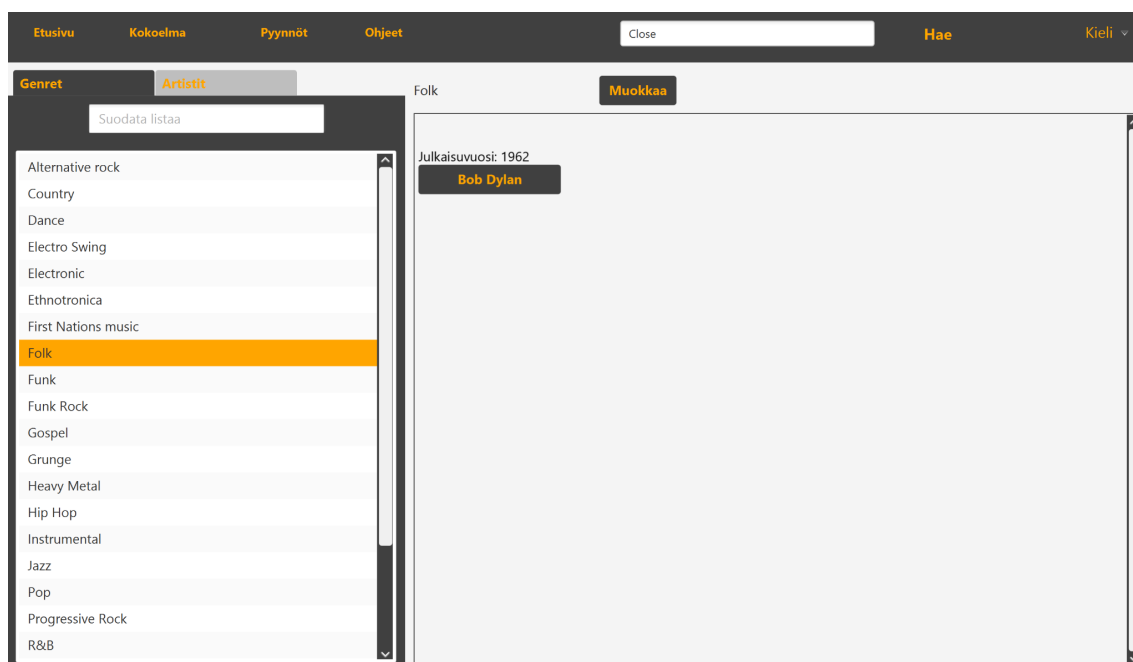 Etusivu Kokoelma Pyynnöt Ohjeet Close Hae Kieli
Genret Artistit
Suodata listaa
Alternative rock
Country
Dance
Electro Swing
Electronic
Ethnotronica
First Nations music
Folk
Funk
Funk Rock
Gospel
Grunge
Heavy Metal
Hip Hop
Instrumental
Jazz
Pop
Progressive Rock
R&B
Folk Muokkaa
Julkaisuvuosi: 1962
Bob Dylan